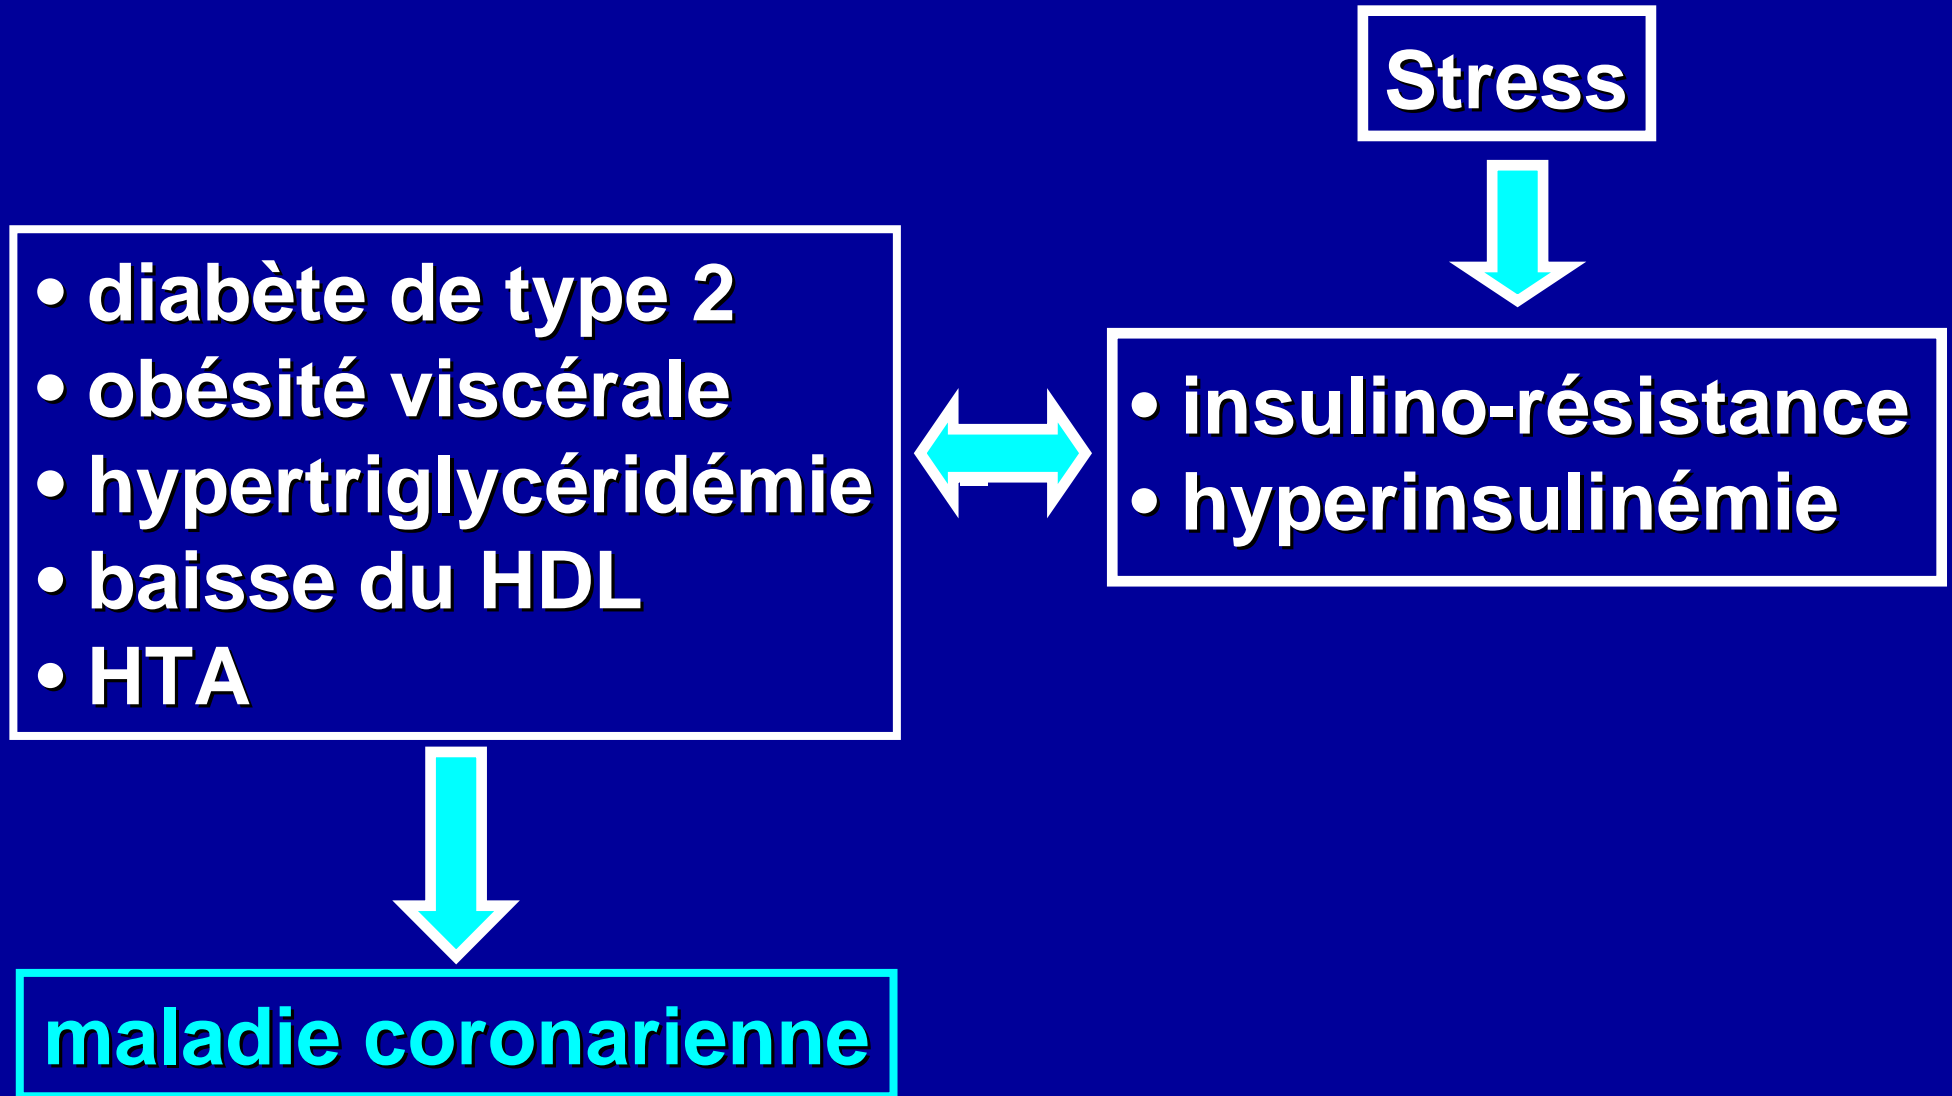 Stress
• diabète de type 2
• obésité viscérale
• hypertriglycéridémie
• baisse du HDL
• HTA
• insulino-résistance
• hyperinsulinémie
maladie coronarienne